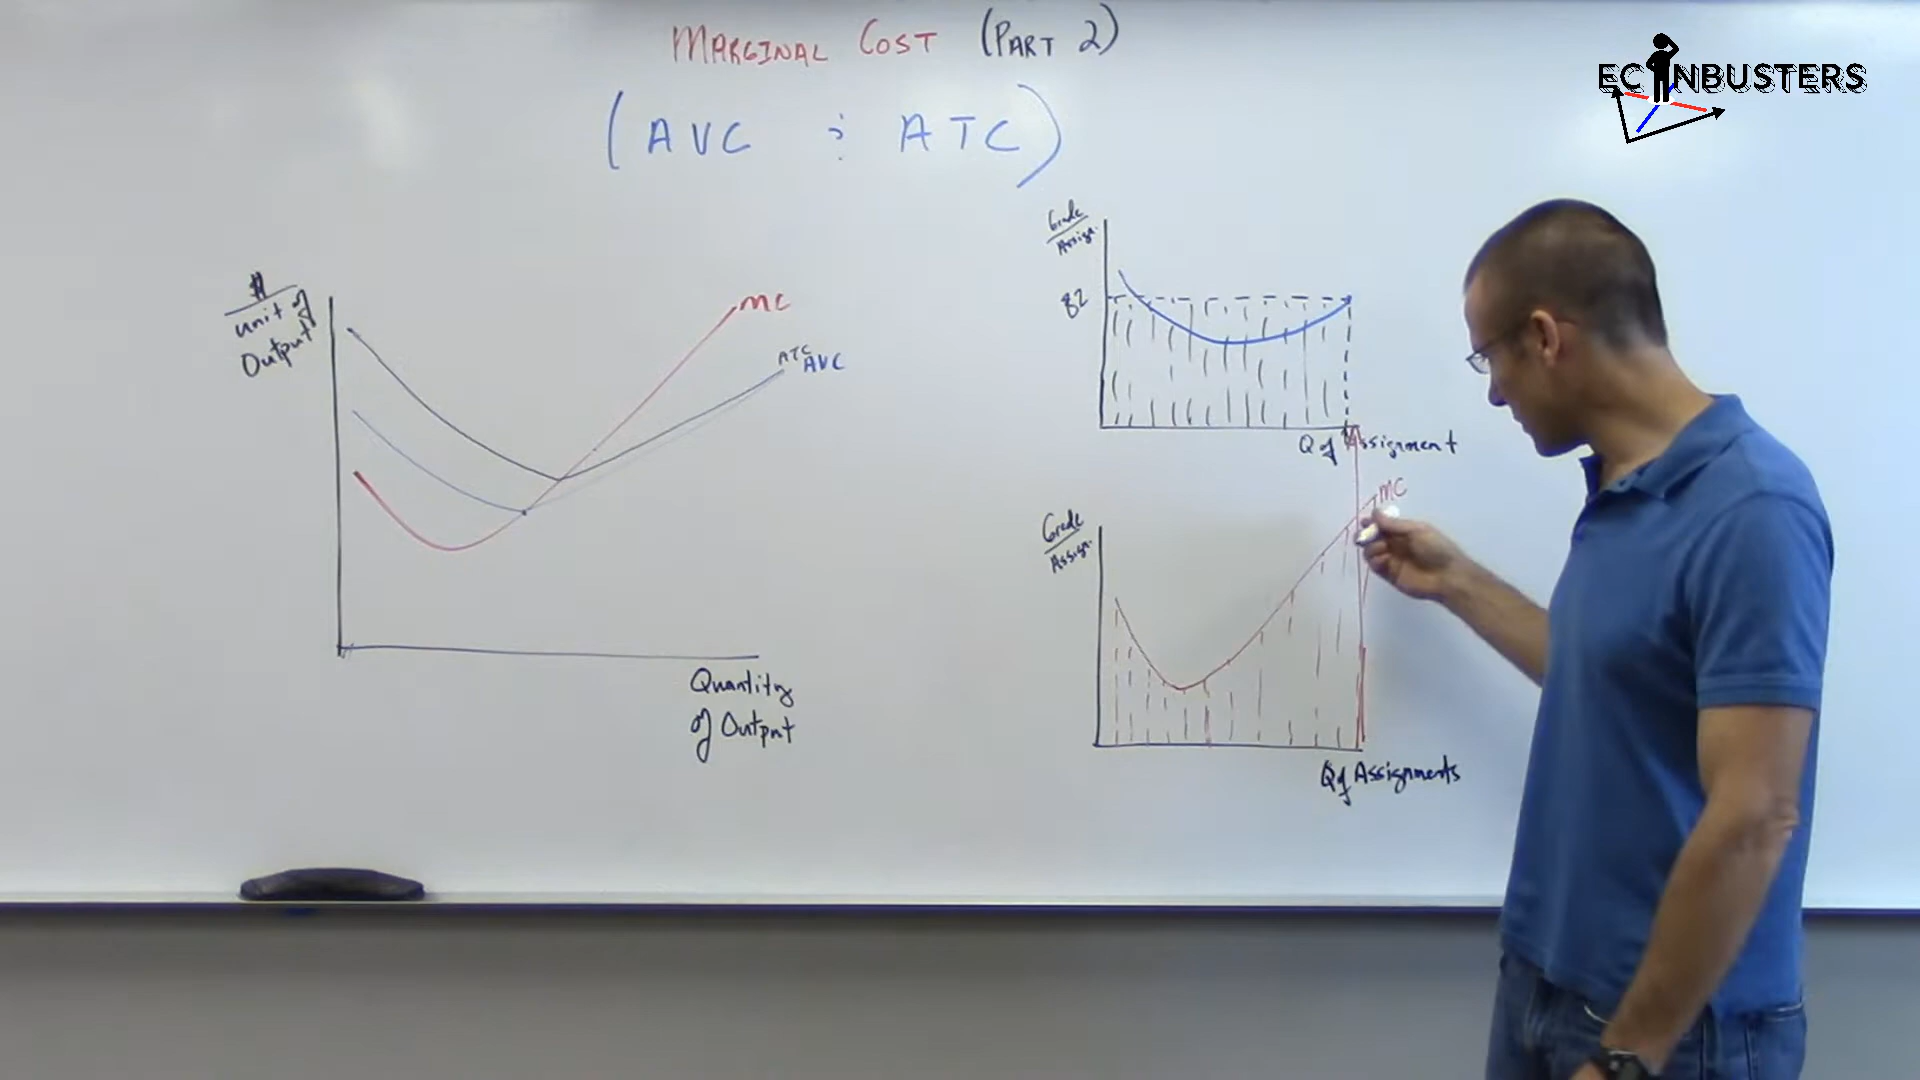 MARGINAL COST (PART 2)
(AVC & ATC)
ECONBUSTERS
$
unit of
Output
MC
ATC
AVC
Quantity
of Output
Grade
Assign.
82
Q of Assignment
MC
Grade
Assign.
Q of Assignments